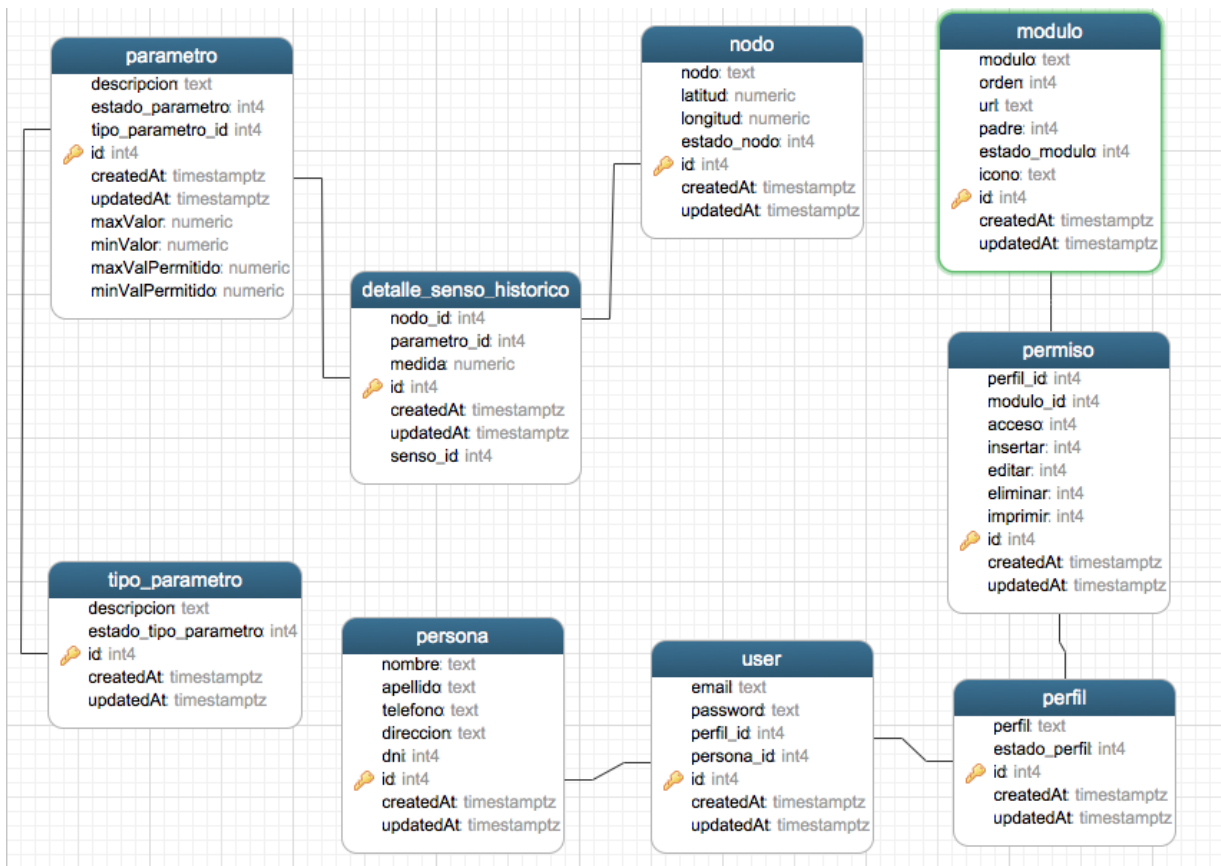 parametro
descripcion: text
estado_parametro: int4
tipo_parametro_id: int4
id: int4
createdAt: timestamptz
updatedAt: timestamptz
maxValor: numeric
minValor: numeric
maxValPermitido: numeric
minValPermitido: numeric
nodo
nodo: text
latitud: numeric
longitud: numeric
estado_nodo: int4
id: int4
createdAt: timestamptz
updatedAt: timestamptz
modulo
modulo: text
orden: int4
url: text
padre: int4
estado_modulo: int4
icono: text
id: int4
createdAt: timestamptz
updatedAt: timestamptz
detalle_senso_historico
nodo_id: int4
parametro_id: int4
medida: numeric
id: int4
createdAt: timestamptz
updatedAt: timestamptz
senso_id: int4
permiso
perfil_id: int4
modulo_id: int4
acceso: int4
insertar: int4
editar: int4
eliminar: int4
imprimir: int4
id: int4
createdAt: timestamptz
updatedAt: timestamptz
tipo_parametro
descripcion: text
estado_tipo_parametro: int4
id: int4
createdAt: timestamptz
updatedAt: timestamptz
persona
nombre: text
apellido: text
telefono: text
direccion: text
dni: int4
id: int4
createdAt: timestamptz
updatedAt: timestamptz
user
email: text
password: text
perfil_id: int4
persona_id: int4
id: int4
createdAt: timestamptz
updatedAt: timestamptz
perfil
perfil: text
estado_perfil: int4
id: int4
createdAt: timestamptz
updatedAt: timestamptz